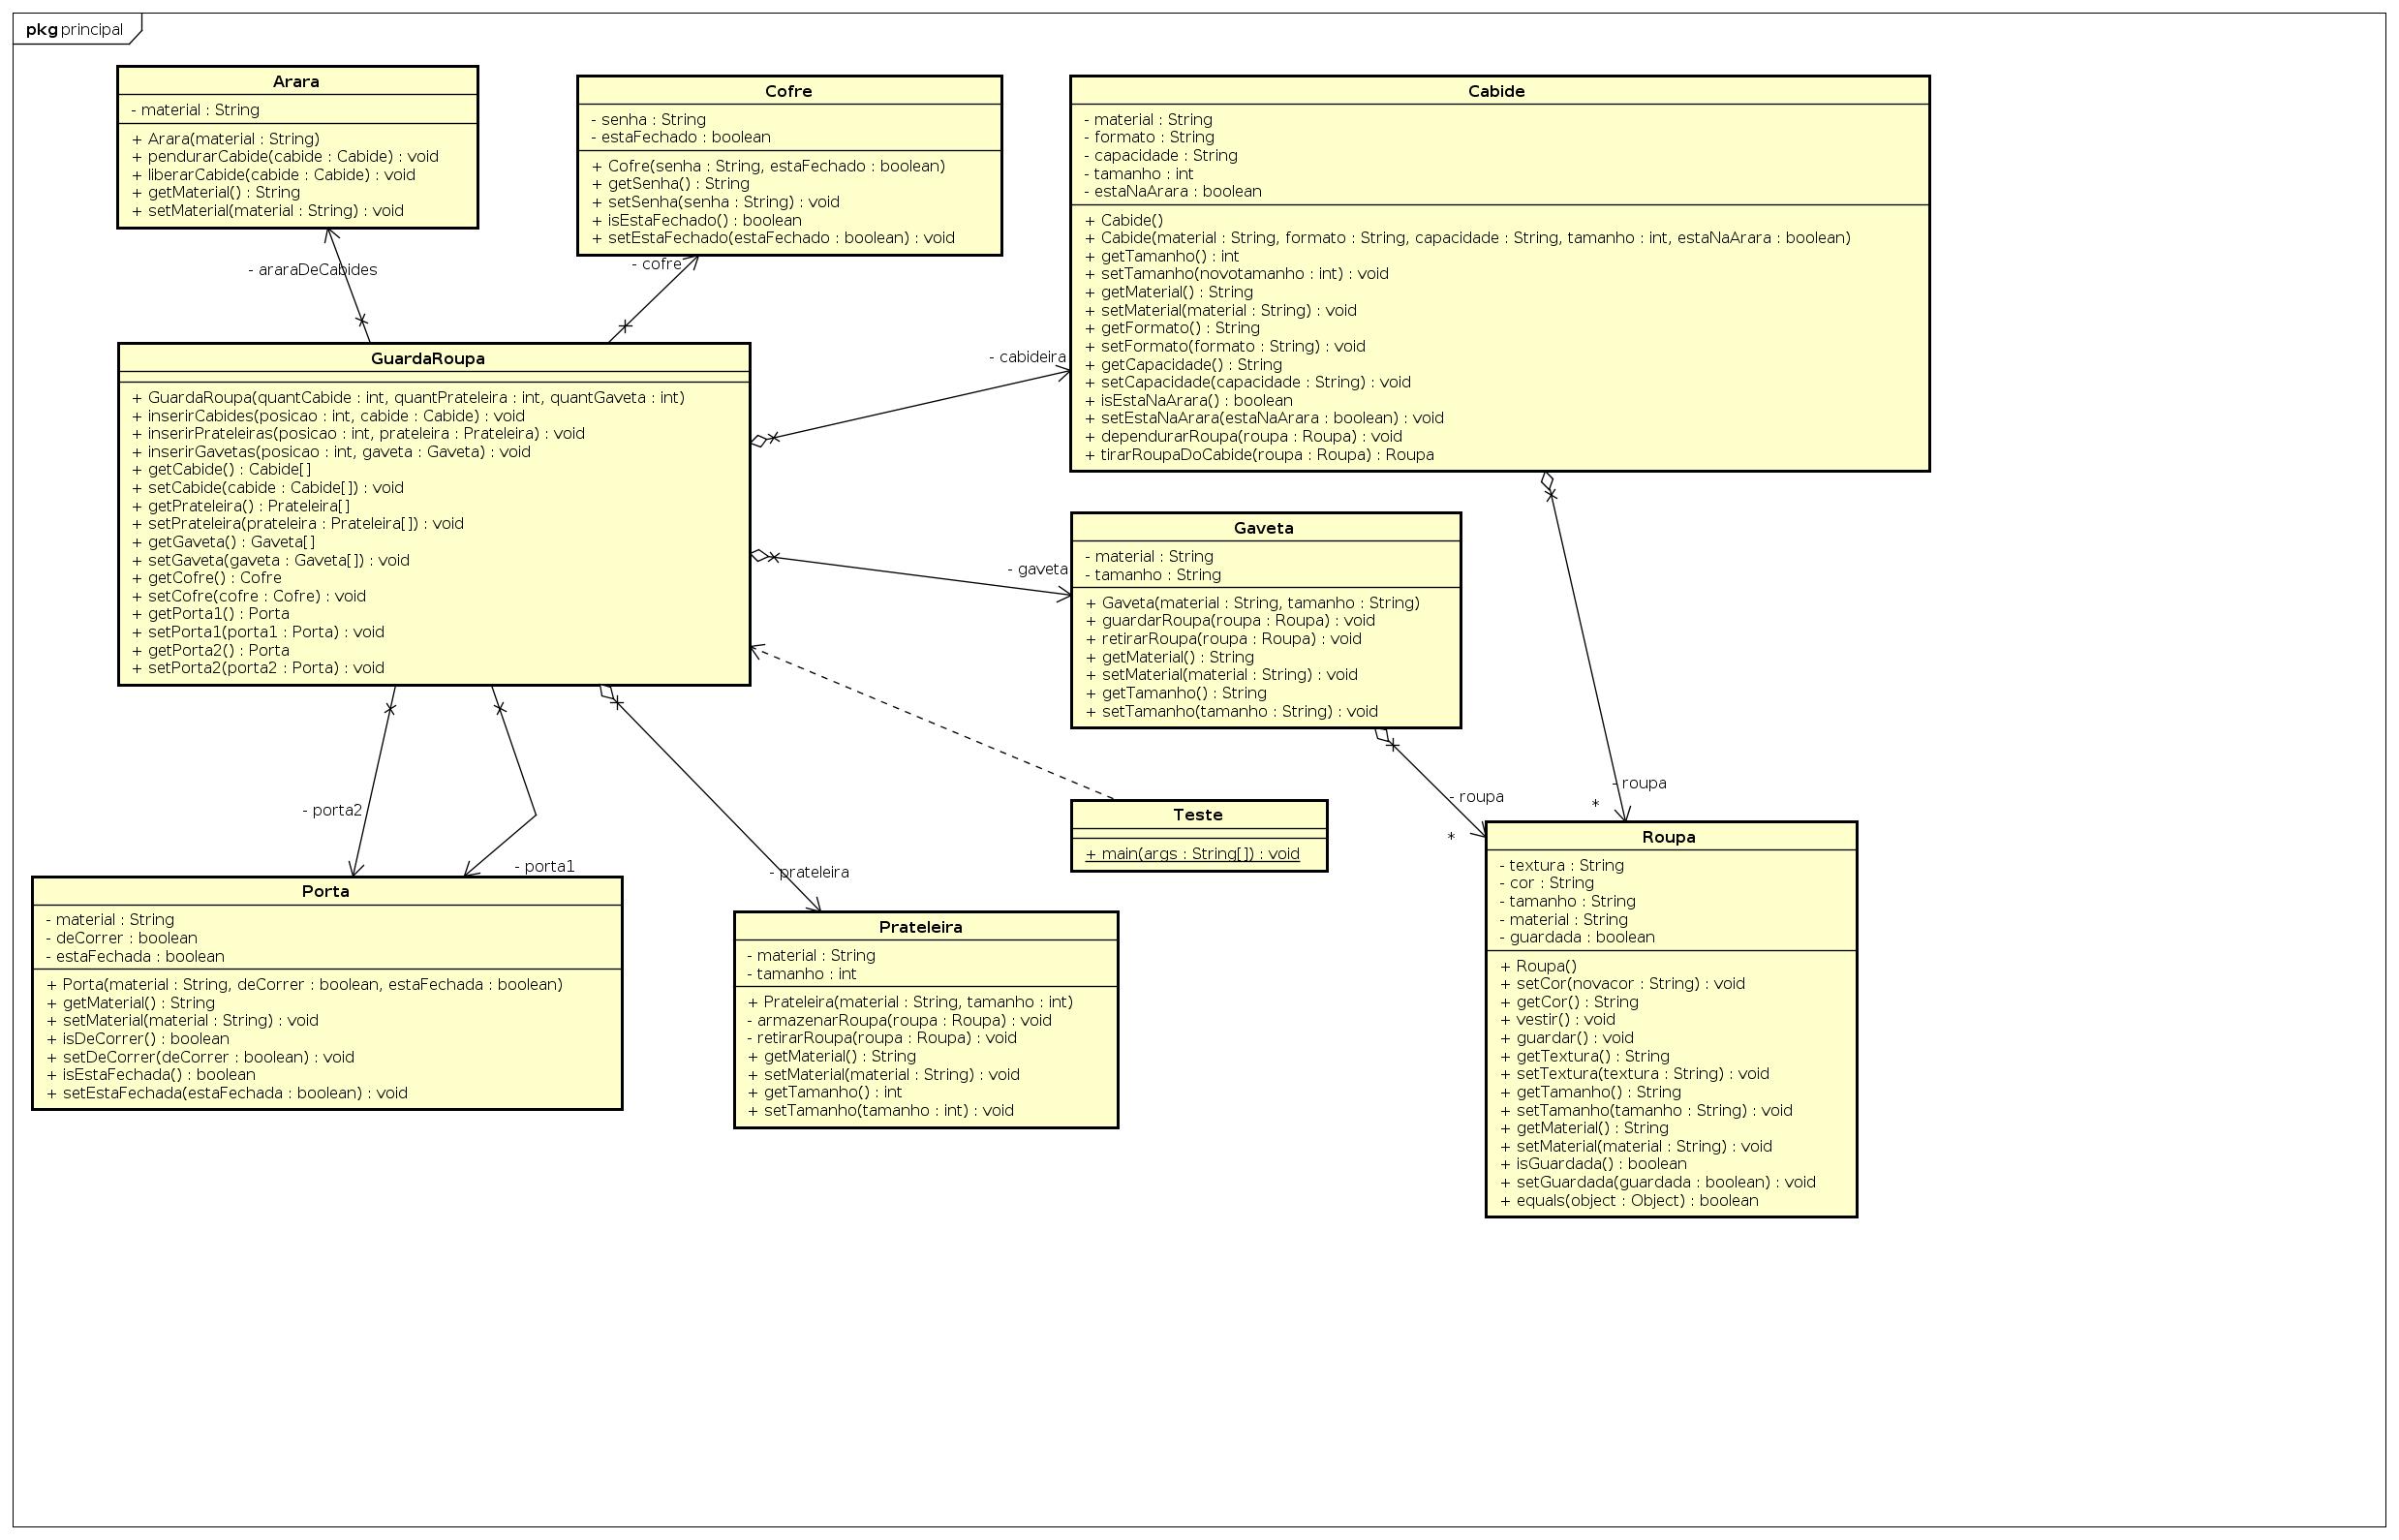 pkg principal
Arara
- material : String
+ Arara(material : String)
+ pendurarCabide(cabide : Cabide) : void
+ liberarCabide(cabide : Cabide) : void
+ getMaterial() : String
+ setMaterial(material : String) : void
Cofre
- senha : String
- estaFechado : boolean
+ Cofre(senha : String, estaFechado : boolean)
+ getSenha() : String
+ setSenha(senha : String) : void
+ isEstaFechado() : boolean
+ setEstaFechado(estaFechado : boolean) : void
Cabide
- material : String
- formato : String
- capacidade : String
- tamanho : int
- estaNaArara : boolean
+ Cabide()
+ Cabide(material : String, formato : String, capacidade : String, tamanho : int, estaNaArara : boolean)
+ getTamanho() : int
+ setTamanho(novotamanho : int) : void
+ getMaterial() : String
+ setMaterial(material : String) : void
+ getFormato() : String
+ setFormato(formato : String) : void
+ getCapacidade() : String
+ setCapacidade(capacidade : String) : void
+ isEstaNaArara() : boolean
+ setEstaNaArara(estaNaArara : boolean) : void
+ dependurarRoupa(roupa : Roupa) : void
+ tirarRoupaDoCabide(roupa : Roupa) : Roupa
- araraDeCabides
- cofre
- cabideira
GuardaRoupa
+ GuardaRoupa(quantCabide : int, quantPrateleira : int, quantGaveta : int)
+ inserirCabides(posicao : int, cabide : Cabide) : void
+ inserirPrateleiras(posicao : int, prateleira : Prateleira) : void
+ inserirGavetas(posicao : int, gaveta : Gaveta) : void
+ getCabide() : Cabide[]
+ setCabide(cabide : Cabide[]) : void
+ getPrateleira() : Prateleira[]
+ setPrateleira(prateleira : Prateleira[]) : void
+ getGaveta() : Gaveta[]
+ setGaveta(gaveta : Gaveta[]) : void
+ getCofre() : Cofre
+ setCofre(cofre : Cofre) : void
+ getPorta1() : Porta
+ setPorta1(porta1 : Porta) : void
+ getPorta2() : Porta
+ setPorta2(porta2 : Porta) : void
- gaveta
Gaveta
- material : String
- tamanho : String
+ Gaveta(material : String, tamanho : String)
+ guardarRoupa(roupa : Roupa) : void
+ retirarRoupa(roupa : Roupa) : void
+ getMaterial() : String
+ setMaterial(material : String) : void
+ getTamanho() : String
+ setTamanho(tamanho : String) : void
- roupa
*
- roupa
*
- porta2
- porta1
- prateleira
Teste
+ main(args : String[]) : void
Porta
- material : String
- deCorrer : boolean
- estaFechada : boolean
+ Porta(material : String, deCorrer : boolean, estaFechada : boolean)
+ getMaterial() : String
+ setMaterial(material : String) : void
+ isDeCorrer() : boolean
+ setDeCorrer(deCorrer : boolean) : void
+ isEstaFechada() : boolean
+ setEstaFechada(estaFechada : boolean) : void
Prateleira
- material : String
- tamanho : int
+ Prateleira(material : String, tamanho : int)
- armazenarRoupa(roupa : Roupa) : void
- retirarRoupa(roupa : Roupa) : void
+ getMaterial() : String
+ setMaterial(material : String) : void
+ getTamanho() : int
+ setTamanho(tamanho : int) : void
Roupa
- textura : String
- cor : String
- tamanho : String
- material : String
- guardada : boolean
+ Roupa()
+ setCor(novacor : String) : void
+ getCor() : String
+ vestir() : void
+ guardar() : void
+ getTextura() : String
+ setTextura(textura : String) : void
+ getTamanho() : String
+ setTamanho(tamanho : String) : void
+ getMaterial() : String
+ setMaterial(material : String) : void
+ isGuardada() : boolean
+ setGuardada(guardada : boolean) : void
+ equals(object : Object) : boolean